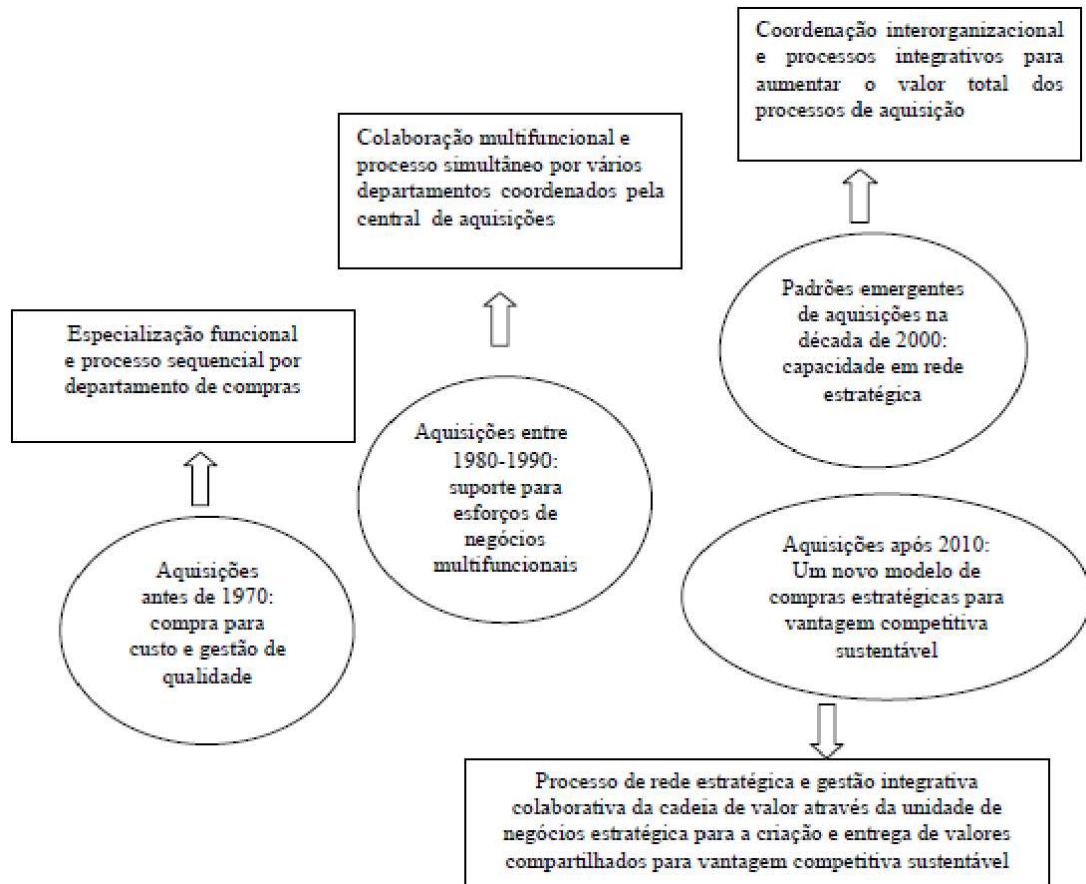 Coordenação interorganizacional
e processos integrativos para
aumentar o valor total dos
processos de aquisição
Colaboração multifuncional e
processo simultâneo por vários
departamentos coordenados pela
central de aquisições
Especialização funcional
e processo sequencial por
departamento de compras
Padrões emergentes
de aquisições na
década de 2000:
capacidade em rede
estratégica
Aquisições entre
1980-1990:
suporte para
esforços de
negócios
multifuncionais
Aquisições
antes de 1970:
compra para
custo e gestão de
qualidade
Aquisições após 2010:
Um novo modelo de
compras estratégicas para
vantagem competitiva
sustentável
Processo de rede estratégica e gestão integrativa
colaborativa da cadeia de valor através da unidade de
negócios estratégica para a criação e entrega de valores
compartilhados para vantagem competitiva sustentável